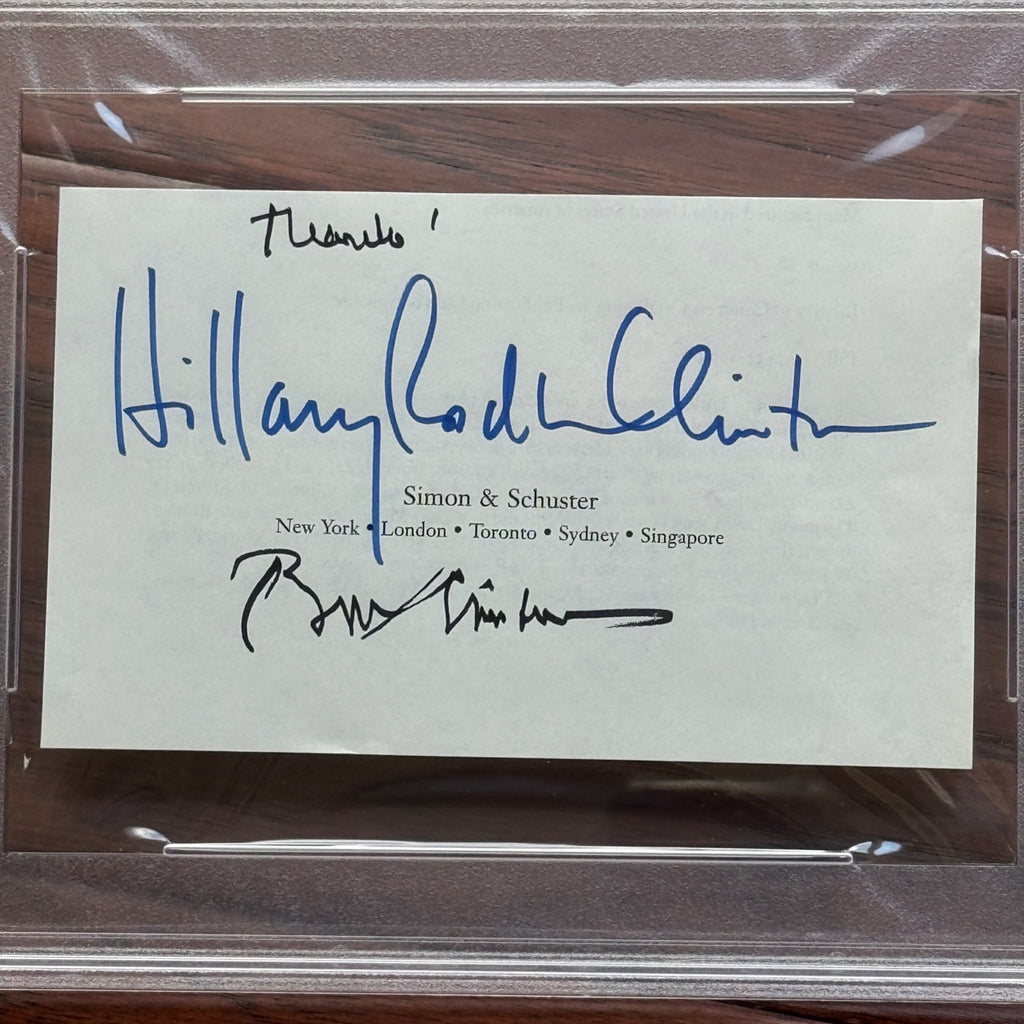 Thanks!
Hillary Rodham Clinton
Simon & Schuster
New York • London • Toronto • Sydney • Singapore
Bill Clinton